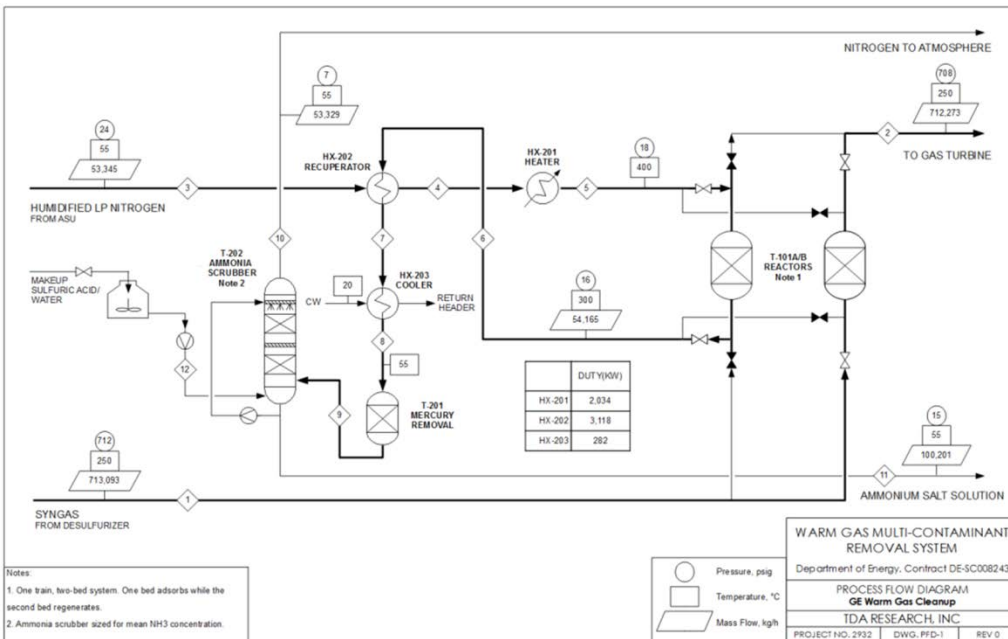 NITROGEN TO ATMOSPHERE
7
55
53,329
708
250
712,273
2
TO GAS TURBINE
24
55
53,345
3
HUMIDIFIED LP NITROGEN
FROM ASU
HX-202
RECUPERATOR
4
HX-201
HEATER
5
18
400
10
7
6
T-202
AMMONIA
SCRUBBER
Note 2
MAKEUP
SULFURIC ACID/
WATER
12
CW
20
HX-203
COOLER
RETURN
HEADER
8
55
9
T-201
MERCURY
REMOVAL
16
300
54,165
T-101A/B
REACTORS
Note 1
DUTY(KW)
HX-201 2,034
HX-202 3,118
HX-203 282
15
55
100,201
11
AMMONIUM SALT SOLUTION
712
250
713,093
1
SYNGAS
FROM DESULFURIZER
Notes:
1. One train, two-bed system. One bed adsorbs while the
second bed regenerates.
2. Ammonia scrubber sized for mean NH3 concentration.
Pressure, psig
Temperature, °C
Mass Flow, kg/h
WARM GAS MULTI-CONTAMINANT
REMOVAL SYSTEM
Department of Energy, Contract DE-SC008243
PROCESS FLOW DIAGRAM
GE Warm Gas Cleanup
TDA RESEARCH, INC
PROJECT NO. 2932 DWG. PFD-1 REV 0